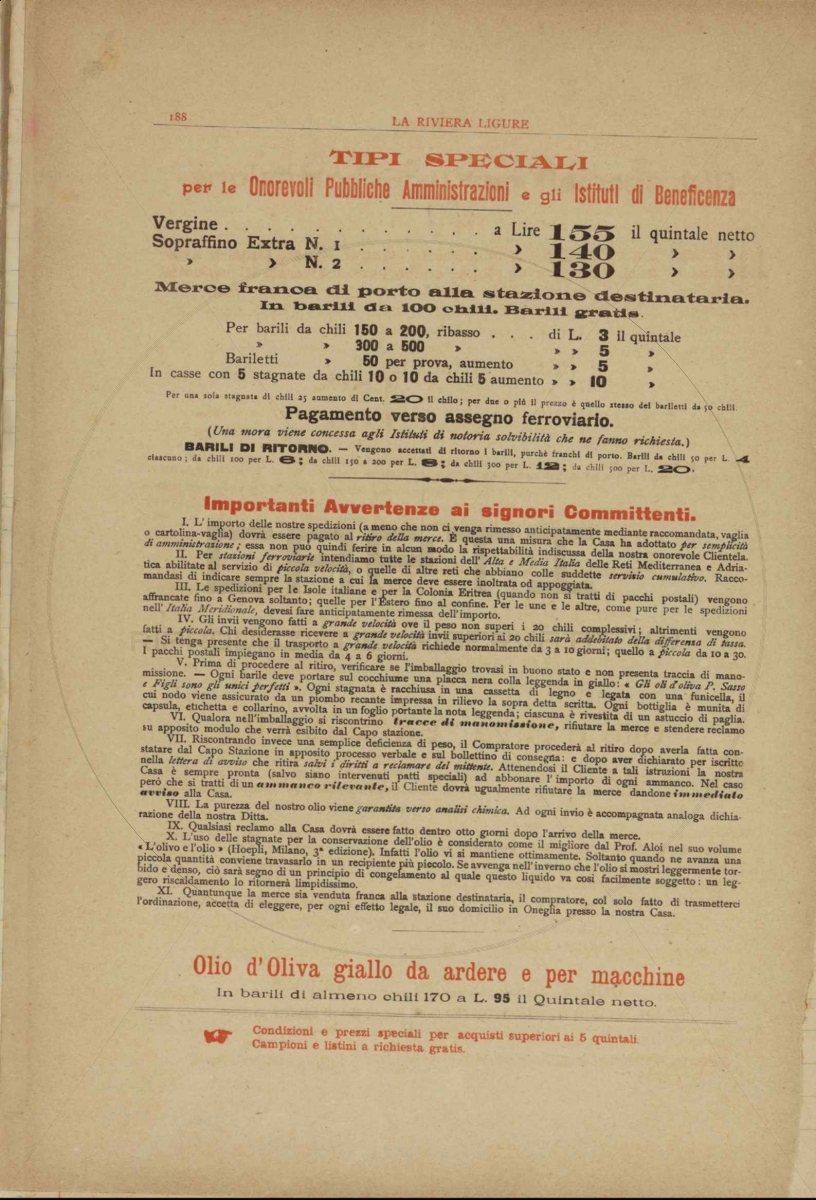 188
LA RIVIERA LIGURE
TIPI SPECIALI
per le Onorevoli Pubbliche Amministrazioni e gli Istituti di Beneficenza
Vergine . . . . . . . . . . . . . a Lire 155 il quintale netto
Sopraffino Extra N. 1 . . . . . . » 140 » »
» » N. 2 . . . . . . » 130 » »
Merce franca di porto alla stazione destinataria.
In barili da 100 chili. Barili gratis.
Per barili da chili 150 a 200, ribasso . . . di L. 3 il quintale
» » 300 a 500 » » » 5 »
Bariletti » 50 per prova, aumento » » 5 »
In casse con 5 stagnate da chili 10 o 10 da chili 5 aumento » » 10 »
Per una sola stagnata di chili 25 aumento di Cent. 20 il chilo; per due o più il prezzo è quello stesso dei bariletti da 50 chili.
Pagamento verso assegno ferroviario.
(Una mora viene concessa agli Istituti di notoria solvibilità che ne fanno richiesta.)
BARILI DI RITORNO. — Vengono accettati di ritorno i barili, purchè franchi di porto. Barili da chili 50 per L. 4
ciascuno; da chili 100 per L. 6; da chili 150 a 200 per L. 8; da chili 300 per L. 12; da chili 500 per L. 20.
Importanti Avvertenze ai signori Committenti.
I. L'importo delle nostre spedizioni (a meno che non ci venga rimesso anticipatamente mediante raccomandata, vaglia
o cartolina-vaglia) dovrà essere pagato al ritiro della merce. È questa una misura che la Casa ha adottato per semplicità
di amministrazione; essa non può quindi ferire in alcun modo la rispettabilità indiscussa della nostra onorevole Clientela.
II. Per stazioni ferroviarie intendiamo tutte le stazioni dell'Alta e Media Italia delle Reti Mediterranea e Adria-
tica abilitate al servizio di piccola velocità, o quelle di altre reti che abbiano colle suddette servizio cumulativo. Racco-
mandasi di indicare sempre la stazione a cui la merce deve essere inoltrata od appoggiata.
III. Le spedizioni per le Isole italiane e per la Colonia Eritrea (quando non si tratti di pacchi postali) vengono
affrancate fino a Genova soltanto; quelle per l'Estero fino al confine. Per le une e le altre, come pure per le spedizioni
nell'Italia Meridionale, devesi fare anticipata rimessa dell'importo.
IV. Gli invii vengono fatti a grande velocità ove il peso non superi i 20 chili complessivi; altrimenti vengono
fatti a piccola. Chi desiderasse ricevere a grande velocità invii superiori ai 20 chili sarà addebitato della differenza di tassa.
— Si tenga presente che il trasporto a grande velocità richiede normalmente da 3 a 10 giorni; quello a piccola da 10 a 30.
I pacchi postali impiegano in media da 4 a 6 giorni.
V. Prima di procedere al ritiro, verificare se l'imballaggio trovasi in buono stato e non presenta traccia di mano-
missione. — Ogni barile deve portare sul cocchiume una placca nera colla leggenda in giallo: « Gli oli d'oliva P. Sasso
e Figli sono gli unici perfetti ». Ogni stagnata è racchiusa in una cassetta di legno e legata con una funicella, il
cui nodo viene assicurato da un piombo recante impressa in rilievo la sopra detta scritta. Ogni bottiglia è munita di
capsula, etichetta e collarino, avvolta in un foglio portante la nota leggenda; ciascuna è rivestita di un astuccio di paglia.
VI. Qualora nell'imballaggio si riscontrino tracce di manomissione, rifiutare la merce e stendere reclamo
su apposito modulo che verrà esibito dal Capo stazione.
VII. Riscontrando invece una semplice deficienza di peso, il Compratore procederà al ritiro dopo averla fatta con-
statare dal Capo Stazione in apposito processo verbale e sul bollettino di consegna: e dopo aver dichiarato per iscritto
nella lettera di avviso che ritira salvi i diritti a reclamare del mittente. Attenendosi il Cliente a tali istruzioni la nostra
Casa è sempre pronta (salvo siano intervenuti patti speciali) ad abbonare l'importo di ogni ammanco. Nel caso
però che si tratti di un ammanco rilevante, il Cliente dovrà ugualmente rifiutare la merce dandone immediato
avviso alla Casa.
VIII. La purezza del nostro olio viene garantita verso analisi chimica. Ad ogni invio è accompagnata analoga dichia-
razione della nostra Ditta.
IX. Qualsiasi reclamo alla Casa dovrà essere fatto dentro otto giorni dopo l'arrivo della merce.
X. L'uso delle stagnate per la conservazione dell'olio è considerato come il migliore dal Prof. Aloi nel suo volume
« L'olivo e l'olio » (Hoepli, Milano, 3ª edizione). Infatti l'olio vi si mantiene ottimamente. Soltanto quando ne avanza una
piccola quantità conviene travasarlo in un recipiente più piccolo. Se avvenga nell'inverno che l'olio si mostri leggermente tor-
bido e denso, ciò sarà segno di un principio di congelamento al quale questo liquido va così facilmente soggetto: un leg-
gero riscaldamento lo ritornerà limpidissimo.
XI. Quantunque la merce sia venduta franca alla stazione destinataria, il compratore, col solo fatto di trasmetterci
l'ordinazione, accetta di eleggere, per ogni effetto legale, il suo domicilio in Oneglia presso la nostra Casa.
Olio d'Oliva giallo da ardere e per macchine
In barili di almeno chili 170 a L. 95 il Quintale netto.
Condizioni e prezzi speciali per acquisti superiori ai 5 quintali.
Campioni e listini a richiesta gratis.